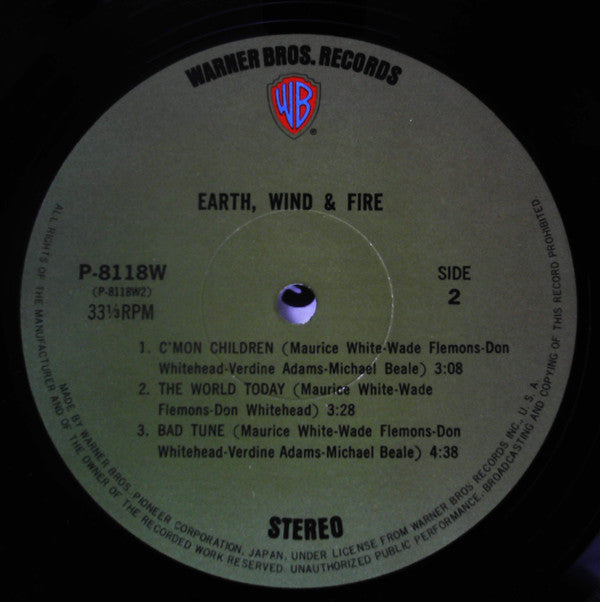 WARNER BROS. RECORDS
WB
®
EARTH, WIND & FIRE
P-8118W
(P-8118W2)
33⅓RPM
SIDE
2
1. C'MON CHILDREN (Maurice White-Wade Flemons-Don
Whitehead-Verdine Adams-Michael Beale) 3:08
2. THE WORLD TODAY (Maurice White-Wade
Flemons-Don Whitehead) 3:28
3. BAD TUNE (Maurice White-Wade Flemons-Don
Whitehead-Verdine Adams-Michael Beale) 4:38
STEREO
MADE BY WARNER BROS. PIONEER CORPORATION, JAPAN, UNDER LICENSE FROM WARNER BROS RECORDS INC., U. S. A.
ALL RIGHTS OF THE MANUFACTURER AND OF THE OWNER OF THE RECORDED WORK RESERVED. UNAUTHORIZED PUBLIC PERFORMANCE, BROADCASTING AND COPYING OF THIS RECORD PROHIBITED.